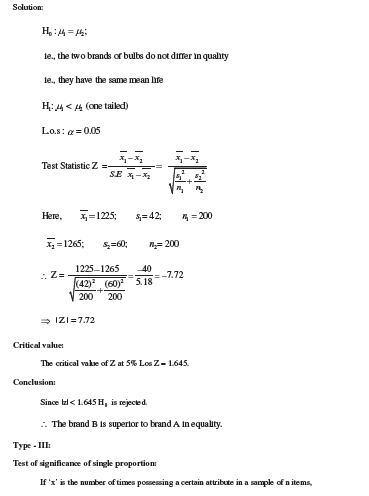 Solution:
H₀ : μ₁ = μ₂;
ie., the two brands of bulbs do not differ in quality
ie., they have the same mean life
H₁: μ₁ < μ₂ (one tailed)
L.o.s : α = 0.05
Test Statistic Z = (x̄₁ − x̄₂) / (S.E x̄₁ − x̄₂) = (x̄₁ − x̄₂) / √(s₁²/n₁ + s₂²/n₂)
Here, x̄₁ = 1225; s₁ = 42; n₁ = 200
x̄₂ = 1265; s₂ = 60; n₂ = 200
∴ Z = (1225 − 1265) / √((42)²/200 + (60)²/200) = −40/5.18 = −7.72
⇒ |Z| = 7.72
Critical value:
The critical value of Z at 5% Los Z = 1.645.
Conclusion:
Since |z| < 1.645 H₀ is rejected.
∴ The brand B is superior to brand A in equality.
Type - III:
Test of significance of single proportion:
If 'x' is the number of times possessing a certain attribute in a sample of n items,